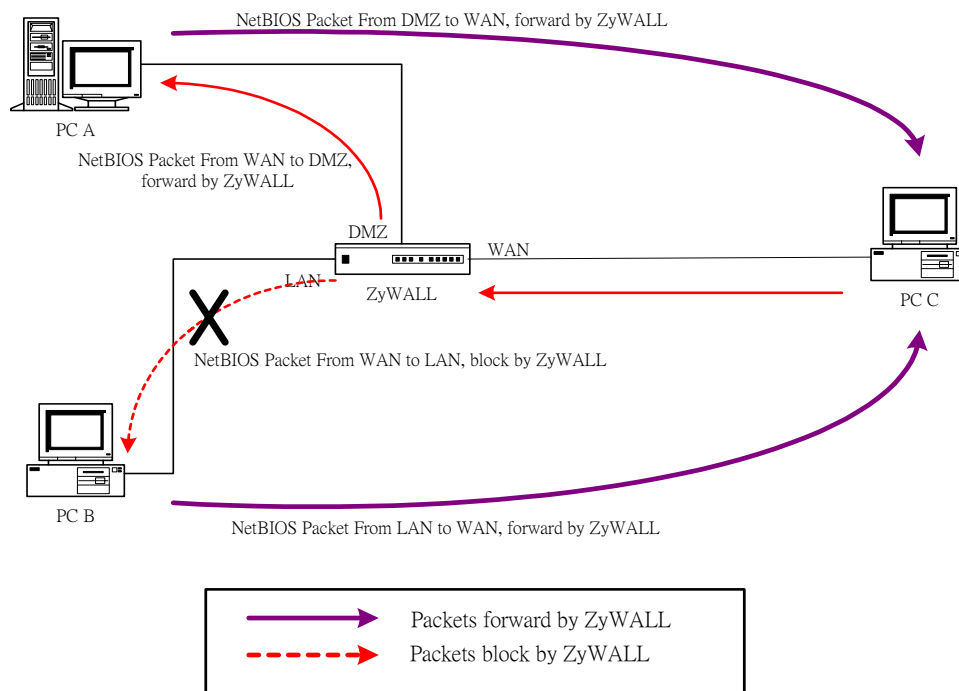 NetBIOS Packet From DMZ to WAN, forward by ZyWALL
PC A
NetBIOS Packet From WAN to DMZ,
forward by ZyWALL
DMZ
WAN
LAN
ZyWALL
PC C
NetBIOS Packet From WAN to LAN, block by ZyWALL
PC B
NetBIOS Packet From LAN to WAN, forward by ZyWALL
Packets forward by ZyWALL
Packets block by ZyWALL